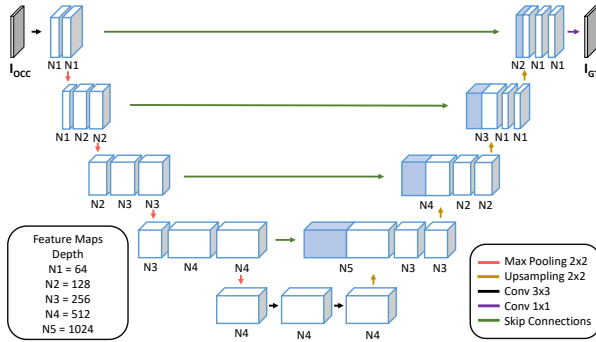 I_OCC
N1 N1
N2 N1 N1
I_GT
N1 N2 N2
N3 N1 N1
N2 N3 N3
N4 N2 N2
N3 N4 N4
N5 N3 N3
N4 N4 N4
Feature Maps
Depth
N1 = 64
N2 = 128
N3 = 256
N4 = 512
N5 = 1024
Max Pooling 2x2
Upsampling 2x2
Conv 3x3
Conv 1x1
Skip Connections